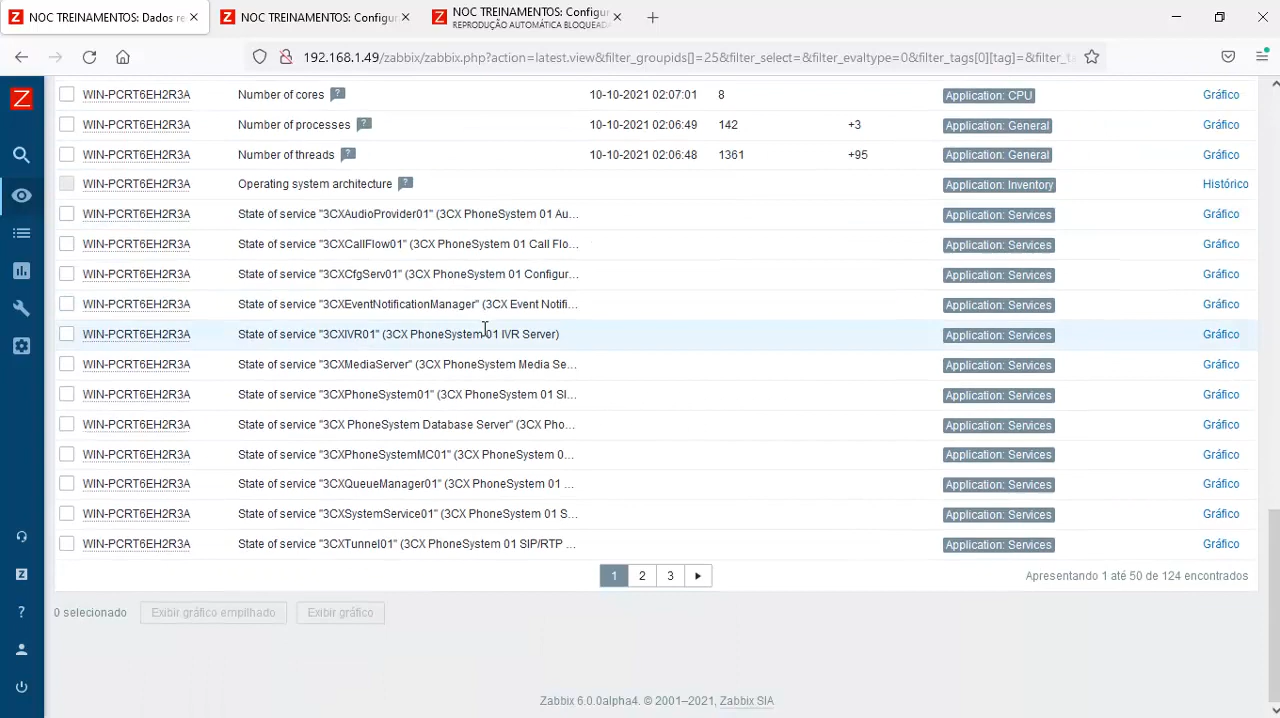 NOC TREINAMENTOS: Dados re
NOC TREINAMENTOS: Configur
NOC TREINAMENTOS: Configur
REPRODUÇÃO AUTOMÁTICA BLOQUEADA
192.168.1.49/zabbix/zabbix.php?action=latest.view&filter_groupids[]=25&filter_select=&filter_evaltype=0&filter_tags[0][tag]=&filter_ta
WIN-PCRT6EH2R3A Number of cores ? 10-10-2021 02:07:01 8 Application: CPU Gráfico
WIN-PCRT6EH2R3A Number of processes ? 10-10-2021 02:06:49 142 +3 Application: General Gráfico
WIN-PCRT6EH2R3A Number of threads ? 10-10-2021 02:06:48 1361 +95 Application: General Gráfico
WIN-PCRT6EH2R3A Operating system architecture ? Application: Inventory Histórico
WIN-PCRT6EH2R3A State of service "3CXAudioProvider01" (3CX PhoneSystem 01 Au... Application: Services Gráfico
WIN-PCRT6EH2R3A State of service "3CXCallFlow01" (3CX PhoneSystem 01 Call Flo... Application: Services Gráfico
WIN-PCRT6EH2R3A State of service "3CXCfgServ01" (3CX PhoneSystem 01 Configur... Application: Services Gráfico
WIN-PCRT6EH2R3A State of service "3CXEventNotificationManager" (3CX Event Notifi... Application: Services Gráfico
WIN-PCRT6EH2R3A State of service "3CXIVR01" (3CX PhoneSystem 01 IVR Server) Application: Services Gráfico
WIN-PCRT6EH2R3A State of service "3CXMediaServer" (3CX PhoneSystem Media Se... Application: Services Gráfico
WIN-PCRT6EH2R3A State of service "3CXPhoneSystem01" (3CX PhoneSystem 01 SI... Application: Services Gráfico
WIN-PCRT6EH2R3A State of service "3CX PhoneSystem Database Server" (3CX Pho... Application: Services Gráfico
WIN-PCRT6EH2R3A State of service "3CXPhoneSystemMC01" (3CX PhoneSystem 0... Application: Services Gráfico
WIN-PCRT6EH2R3A State of service "3CXQueueManager01" (3CX PhoneSystem 01 ... Application: Services Gráfico
WIN-PCRT6EH2R3A State of service "3CXSystemService01" (3CX PhoneSystem 01 S... Application: Services Gráfico
WIN-PCRT6EH2R3A State of service "3CXTunnel01" (3CX PhoneSystem 01 SIP/RTP ... Application: Services Gráfico
1 2 3 Apresentando 1 até 50 de 124 encontrados
0 selecionado Exibir gráfico empilhado Exibir gráfico
Zabbix 6.0.0alpha4. © 2001–2021, Zabbix SIA